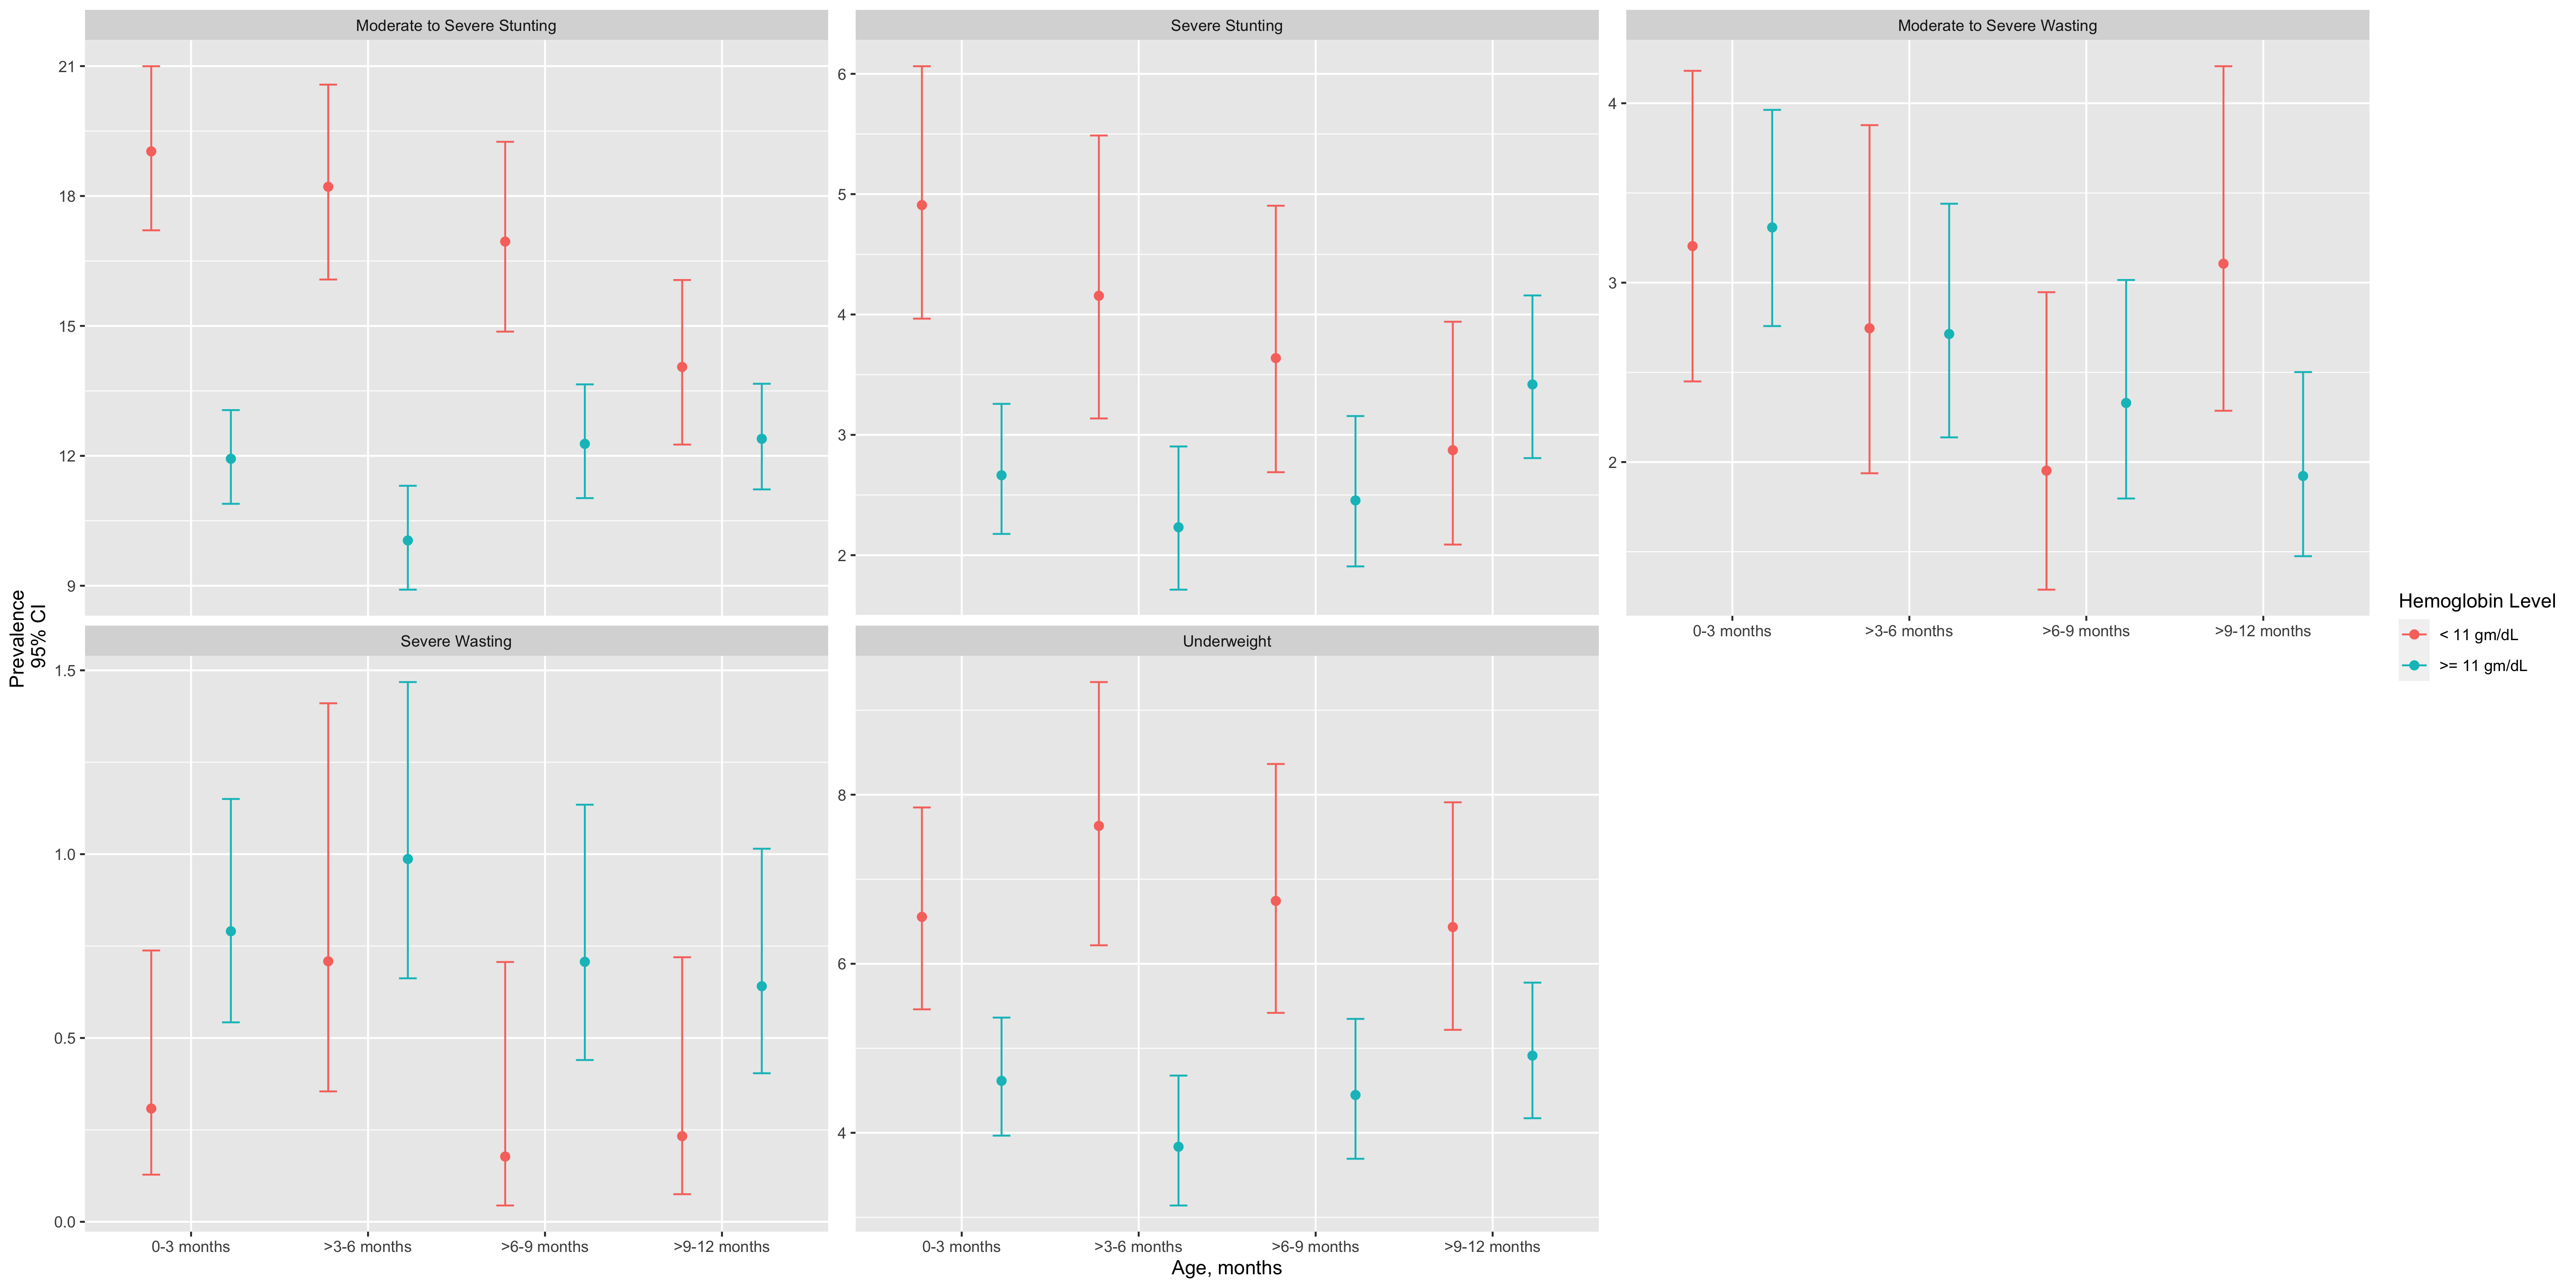 Moderate to Severe Stunting
Severe Stunting
Moderate to Severe Wasting
21
18
15
12
9
6
5
4
3
2
4
3
2
0-3 months
>3-6 months
>6-9 months
>9-12 months
Prevalence
95% CI
Hemoglobin Level
< 11 gm/dL
>= 11 gm/dL
Severe Wasting
Underweight
1.5
1.0
0.5
0.0
8
6
4
0-3 months
>3-6 months
>6-9 months
>9-12 months
0-3 months
>3-6 months
>6-9 months
>9-12 months
Age, months